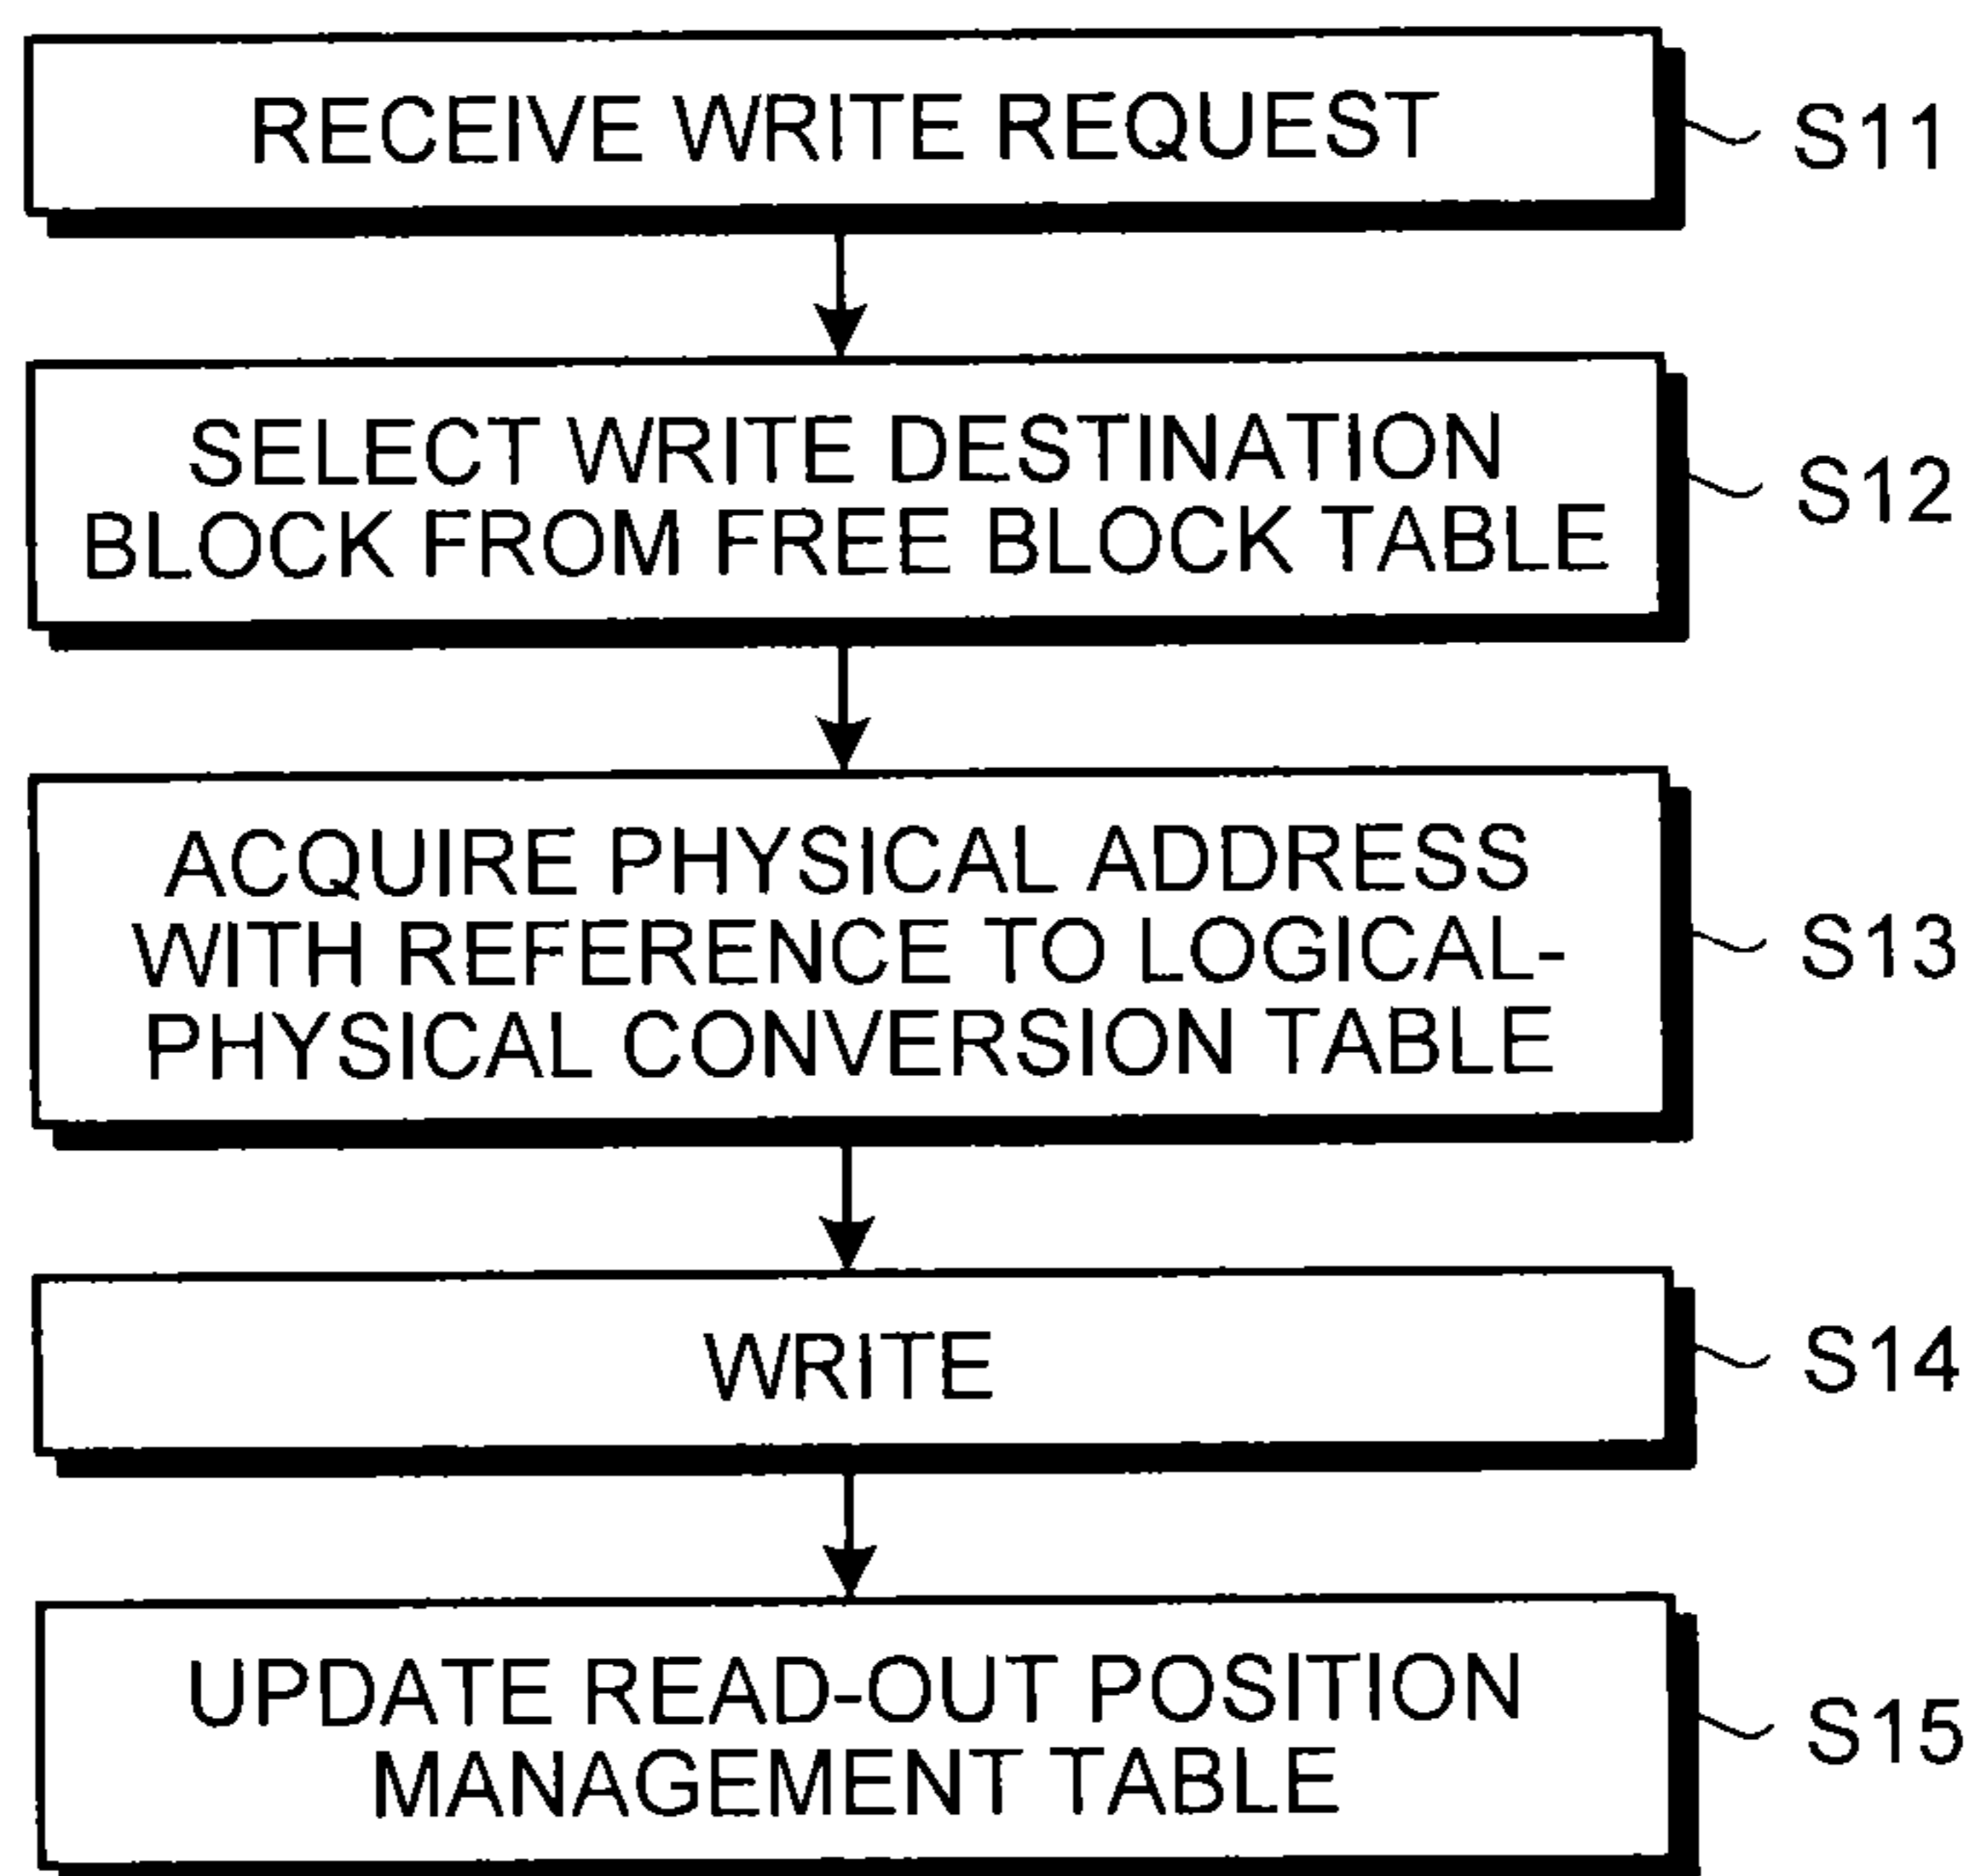 RECEIVE WRITE REQUEST
S11
SELECT WRITE DESTINATION
BLOCK FROM FREE BLOCK TABLE
S12
ACQUIRE PHYSICAL ADDRESS
WITH REFERENCE TO LOGICAL-
PHYSICAL CONVERSION TABLE
S13
WRITE
S14
UPDATE READ-OUT POSITION
MANAGEMENT TABLE
S15